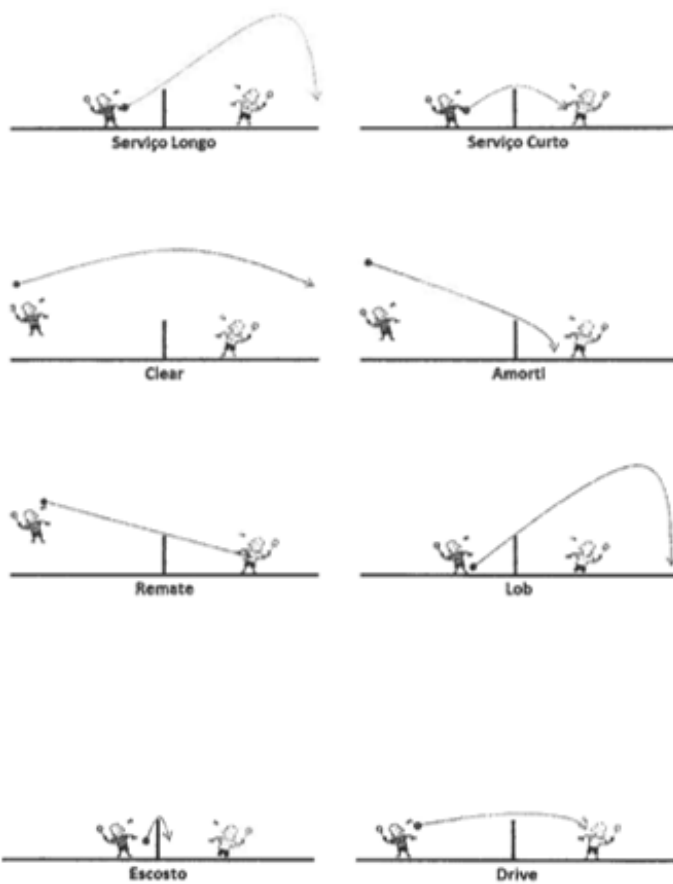 Serviço Longo
Serviço Curto
Clear
Amorti
Remate
Lob
Escosto
Drive